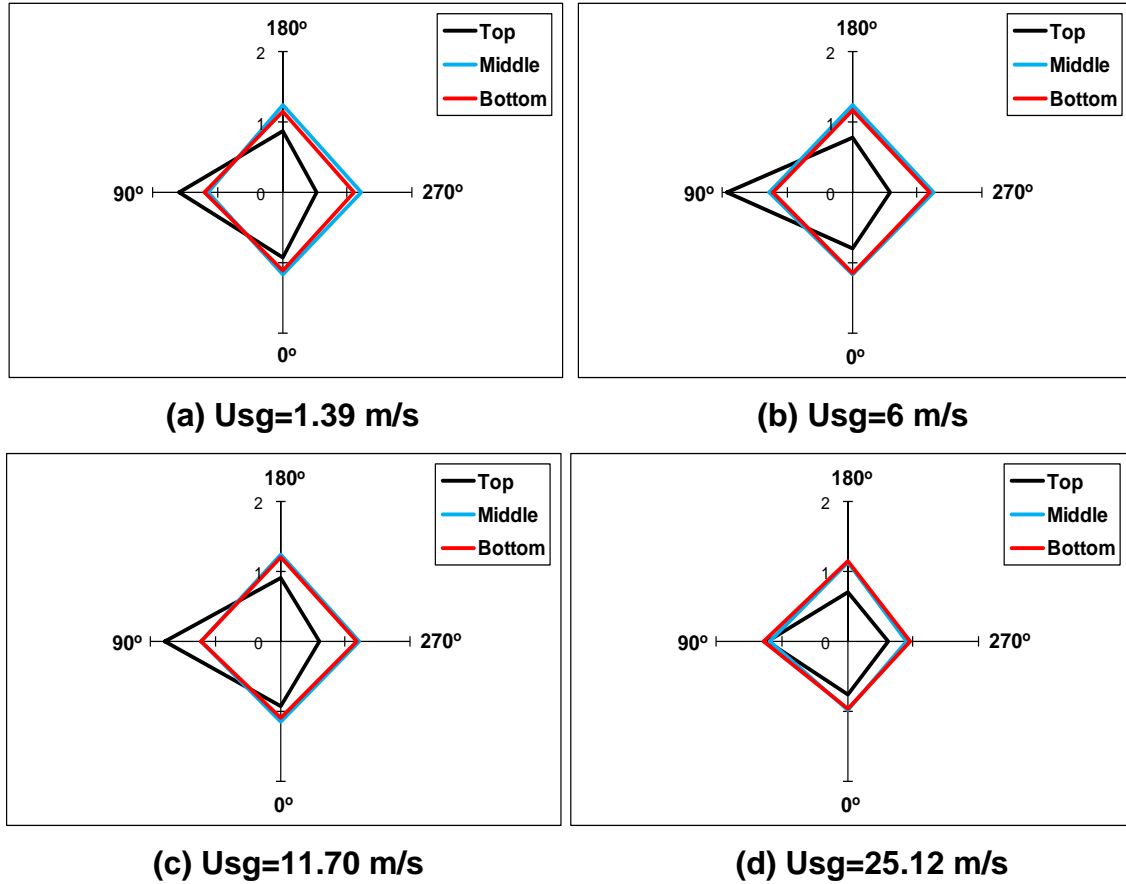 180º
2
1
0
90º
270º
0º
Top
Middle
Bottom
(a) Usg=1.39 m/s
180º
2
1
0
90º
270º
0º
Top
Middle
Bottom
(b) Usg=6 m/s
180º
2
1
0
90º
270º
0º
Top
Middle
Bottom
(c) Usg=11.70 m/s
180º
2
1
0
90º
270º
0º
Top
Middle
Bottom
(d) Usg=25.12 m/s